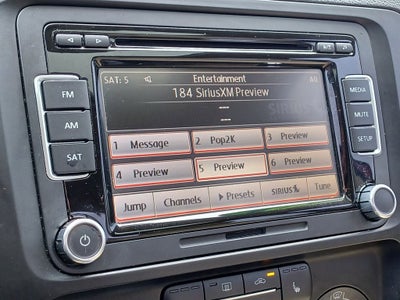 SAT: 5 Entertainment
184 SiriusXM Preview
FM
AM
SAT
MEDIA
MUTE
SETUP
1 Message 2 Pop2K 3 Preview
4 Preview 5 Preview 6 Preview
Jump Channels Presets SIRIUS Tune